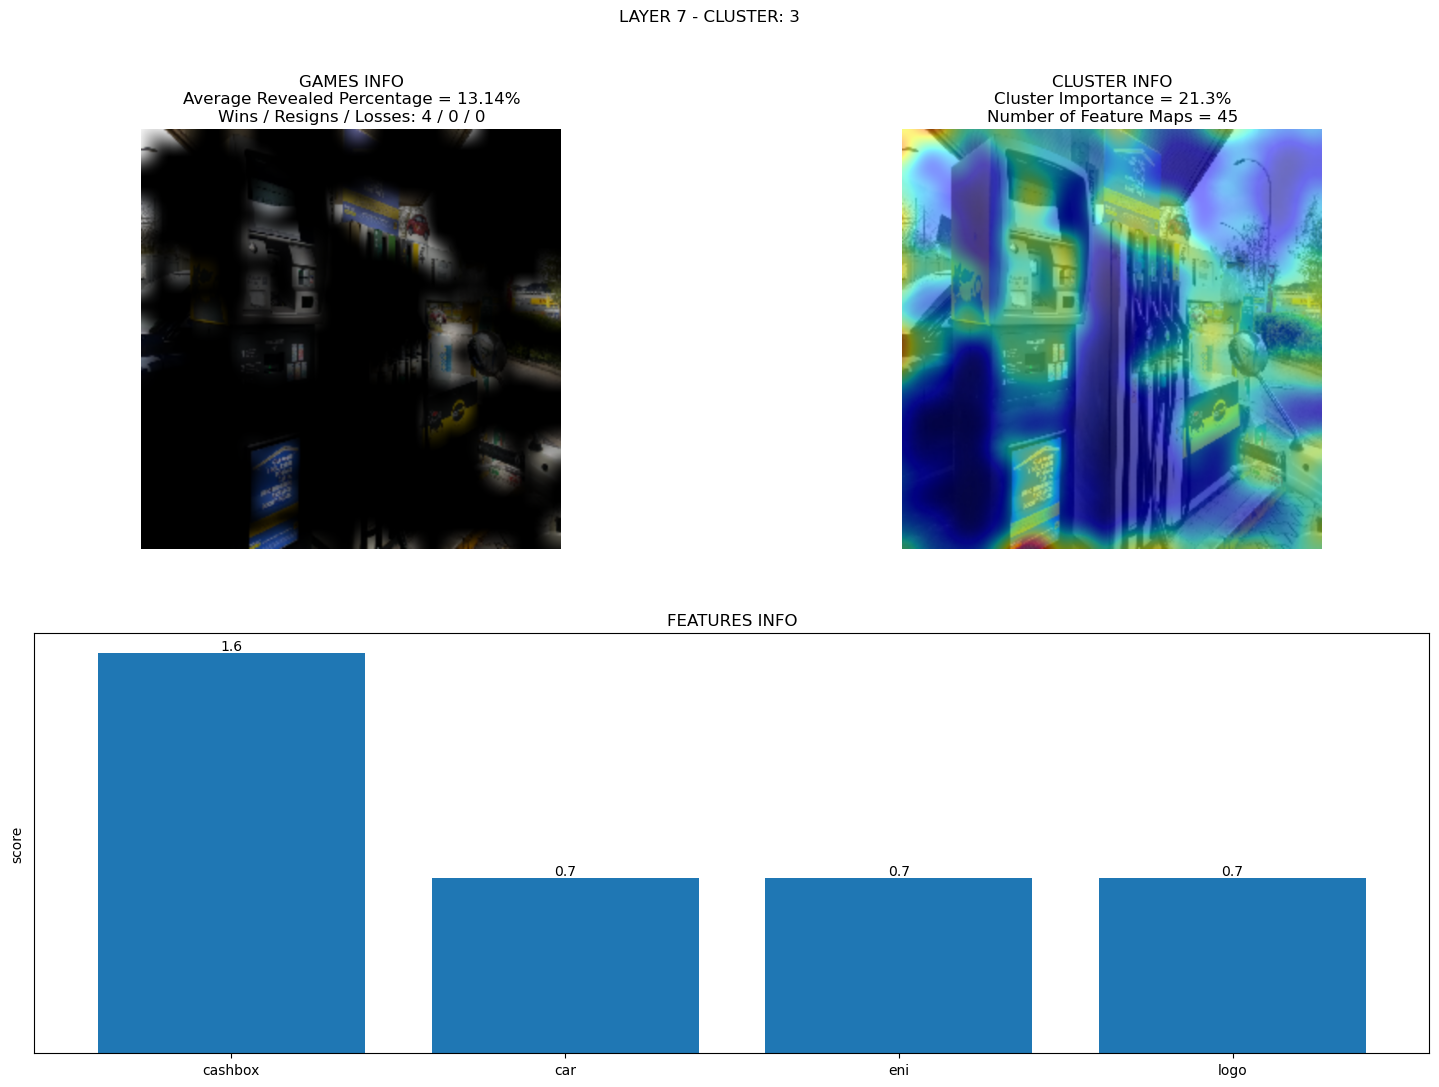 LAYER 7 - CLUSTER: 3
GAMES INFO
Average Revealed Percentage = 13.14%
Wins / Resigns / Losses: 4 / 0 / 0
CLUSTER INFO
Cluster Importance = 21.3%
Number of Feature Maps = 45
FEATURES INFO
score
1.6
0.7
0.7
0.7
cashbox
car
eni
logo